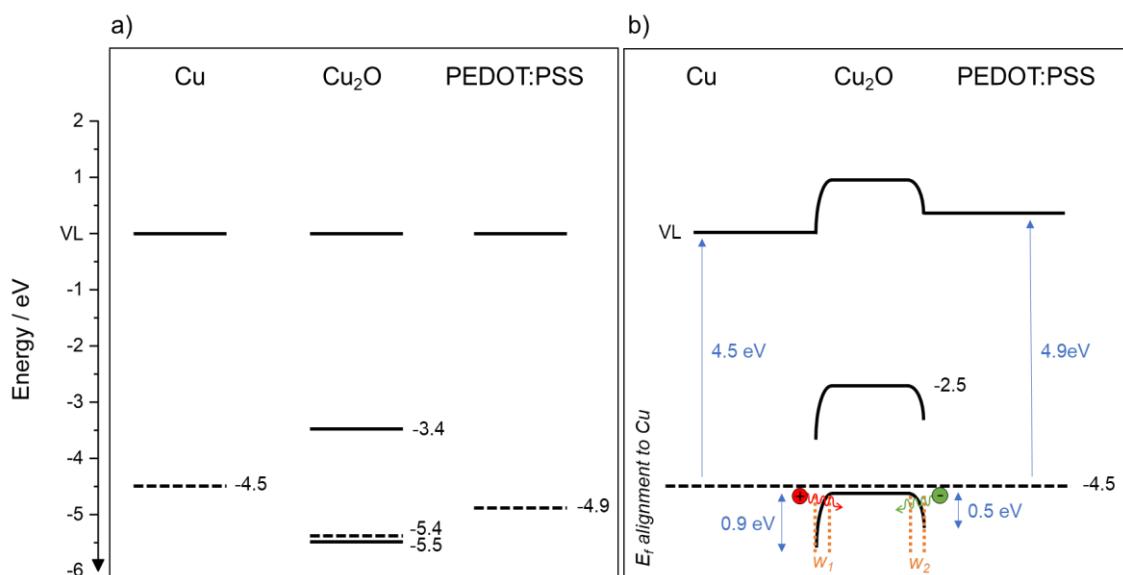 a)
Cu Cu₂O PEDOT:PSS
Energy / eV
2
1
VL
-1
-2
-3
-4
-5
-6
-3.4
-4.5
-4.9
-5.4
-5.5
b)
Cu Cu₂O PEDOT:PSS
VL
4.5 eV
4.9eV
-2.5
-4.5
+
-
0.9 eV
0.5 eV
W₁ W₂
E_f alignment to Cu